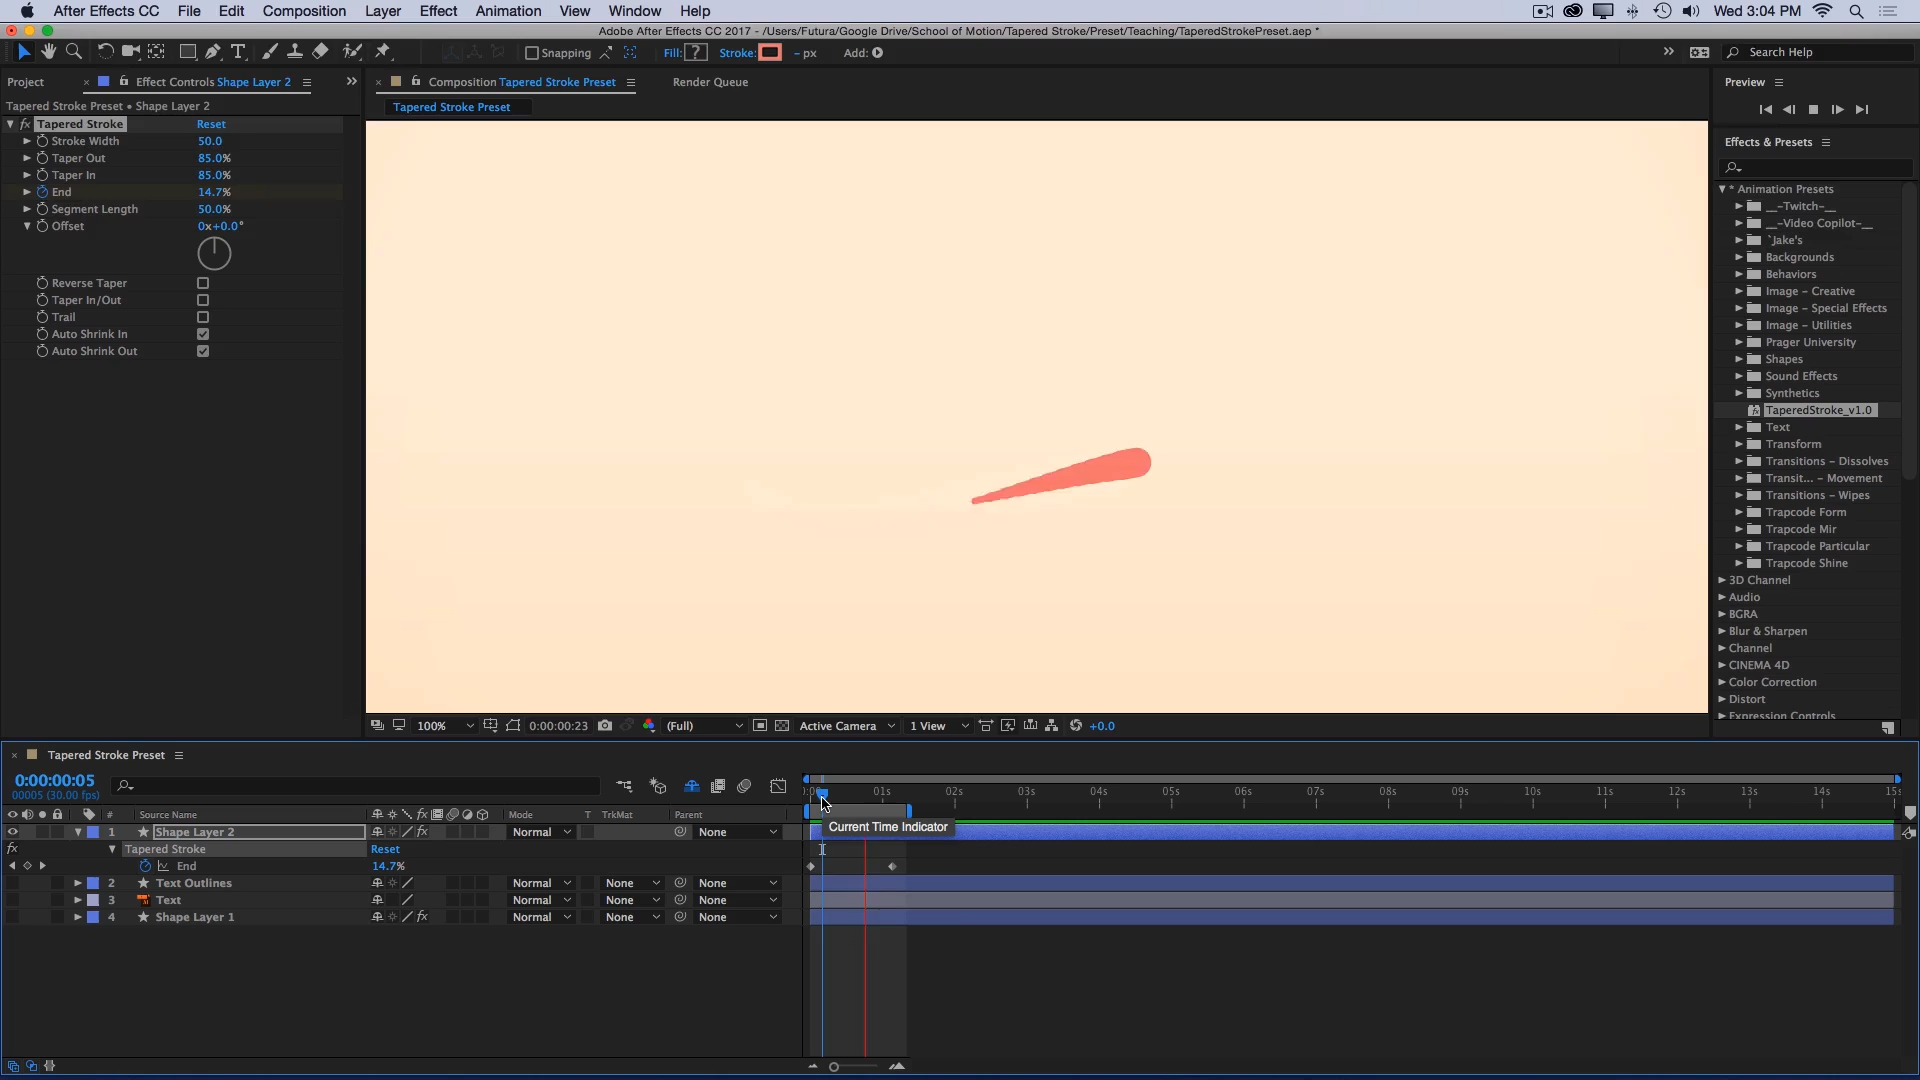 After Effects CC File Edit Composition Layer Effect Animation View Window Help Wed 3:04 PM
Adobe After Effects CC 2017 - /Users/Futura/Google Drive/School of Motion/Tapered Stroke/Preset/Teaching/TaperedStrokePreset.aep *
Snapping Fill: ? Stroke: - px Add: Search Help
Project × Effect Controls Shape Layer 2
× Composition Tapered Stroke Preset Render Queue
Preview
Tapered Stroke Preset • Shape Layer 2
Tapered Stroke Preset
fx Tapered Stroke Reset
Stroke Width 50.0
Taper Out 85.0%
Taper In 85.0%
End 14.7%
Segment Length 50.0%
Offset 0x+0.0°
Reverse Taper
Taper In/Out
Trail
Auto Shrink In
Auto Shrink Out
Effects & Presets
* Animation Presets
__-Twitch-__
__-Video Copilot-__
`Jake's
Backgrounds
Behaviors
Image - Creative
Image - Special Effects
Image - Utilities
Prager University
Shapes
Sound Effects
Synthetics
TaperedStroke_v1.0
Text
Transform
Transitions - Dissolves
Transit... - Movement
Transitions - Wipes
Trapcode Form
Trapcode Mir
Trapcode Particular
Trapcode Shine
3D Channel
Audio
BGRA
Blur & Sharpen
Channel
CINEMA 4D
Color Correction
Distort
Expression Controls
100% 0:00:00:23 (Full) Active Camera 1 View +0.0
× Tapered Stroke Preset
0:00:00:05
00005 (30.00 fps)
01s 02s 03s 04s 05s 06s 07s 08s 09s 10s 11s 12s 13s 14s 15s
# Source Name fx Mode T TrkMat Parent
1 Shape Layer 2 fx Normal None
Current Time Indicator
fx Tapered Stroke Reset
End 14.7%
2 Text Outlines Normal None None
3 Text Normal None None
4 Shape Layer 1 fx Normal None None